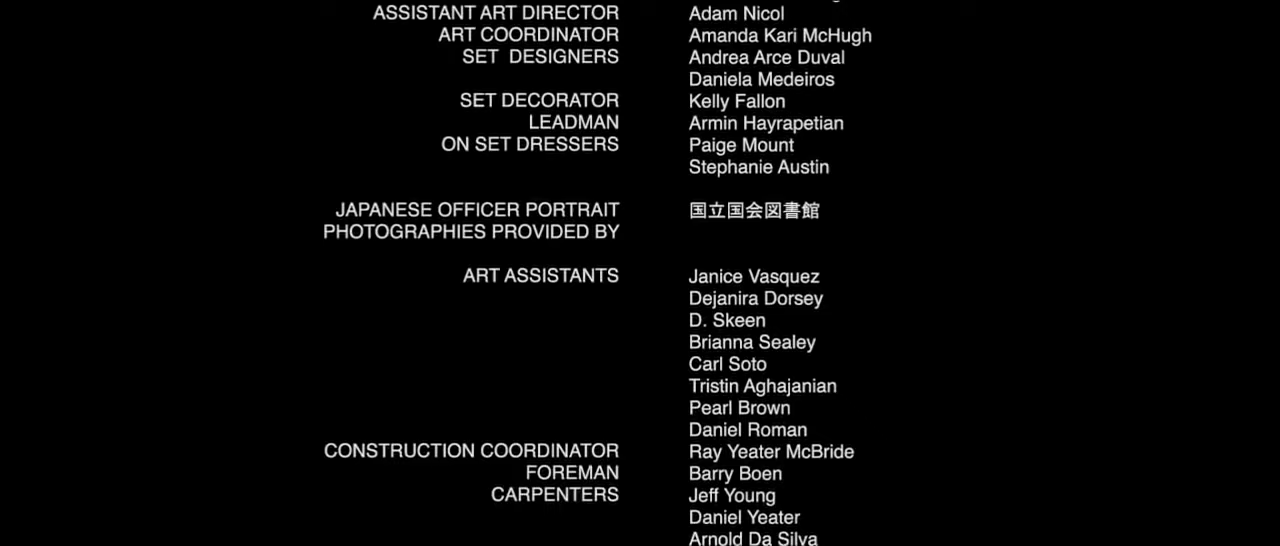 ASSISTANT ART DIRECTOR Adam Nicol
ART COORDINATOR Amanda Kari McHugh
SET DESIGNERS Andrea Arce Duval
Daniela Medeiros
SET DECORATOR Kelly Fallon
LEADMAN Armin Hayrapetian
ON SET DRESSERS Paige Mount
Stephanie Austin
JAPANESE OFFICER PORTRAIT 国立国会図書館
PHOTOGRAPHIES PROVIDED BY
ART ASSISTANTS Janice Vasquez
Dejanira Dorsey
D. Skeen
Brianna Sealey
Carl Soto
Tristin Aghajanian
Pearl Brown
Daniel Roman
CONSTRUCTION COORDINATOR Ray Yeater McBride
FOREMAN Barry Boen
CARPENTERS Jeff Young
Daniel Yeater
Arnold Da Silva